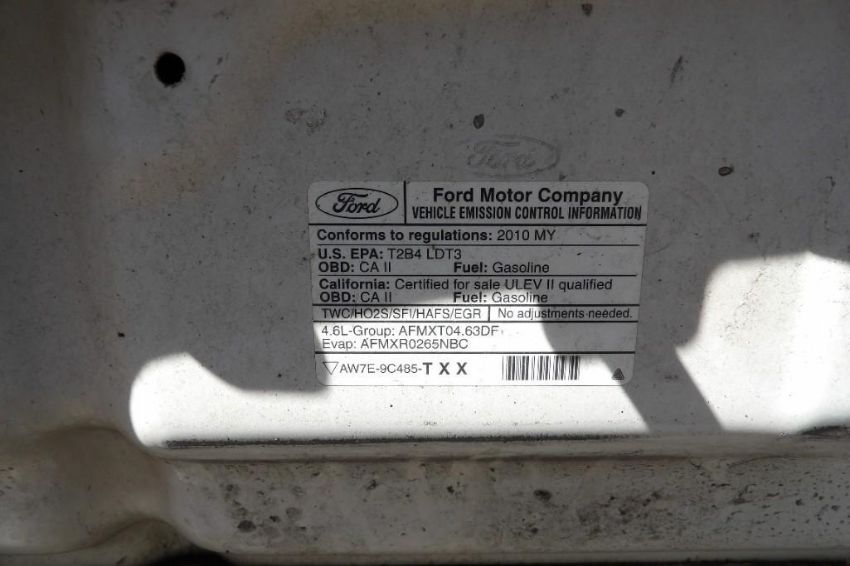 Ford
Ford Ford Motor Company
VEHICLE EMISSION CONTROL INFORMATION
Conforms to regulations: 2010 MY
U.S. EPA: T2B4 LDT3
OBD: CA II Fuel: Gasoline
California: Certified for sale ULEV II qualified
OBD: CA II Fuel: Gasoline
TWC/HO2S/SFI/HAFS/EGR No adjustments needed.
4.6L-Group: AFMXT04.63DF
Evap: AFMXR0265NBC
AW7E-9C485-TXX